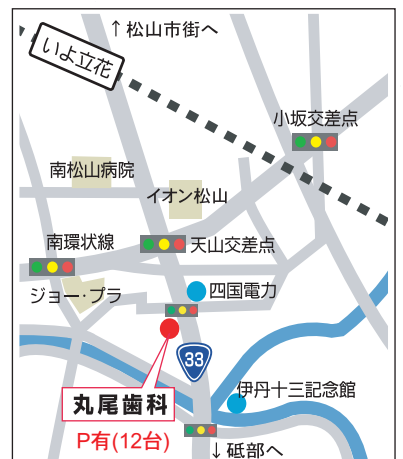 ↑松山市街へ
いよ立花
小坂交差点
南松山病院
イオン松山
南環状線
天山交差点
ジョー・プラ
四国電力
33
丸尾歯科
P有(12台)
伊丹十三記念館
↓砥部へ